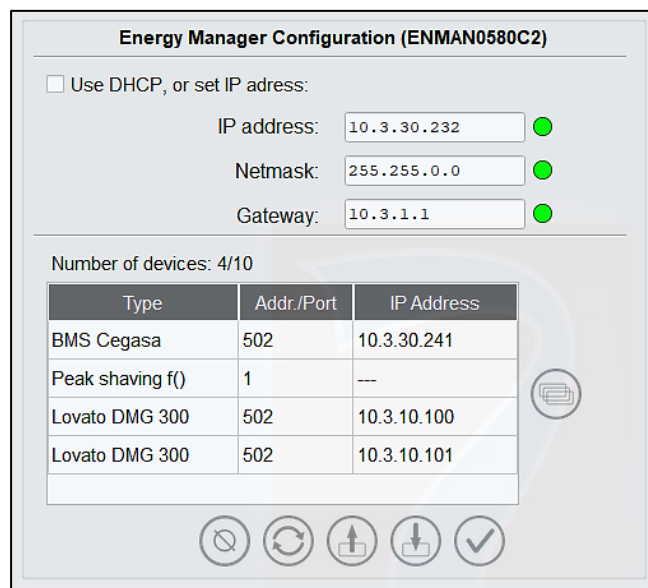 Energy Manager Configuration (ENMAN0580C2)
Use DHCP, or set IP adress:
IP address: 10.3.30.232
Netmask: 255.255.0.0
Gateway: 10.3.1.1
Number of devices: 4/10
Type Addr./Port IP Address
BMS Cegasa 502 10.3.30.241
Peak shaving f() 1 ---
Lovato DMG 300 502 10.3.10.100
Lovato DMG 300 502 10.3.10.101